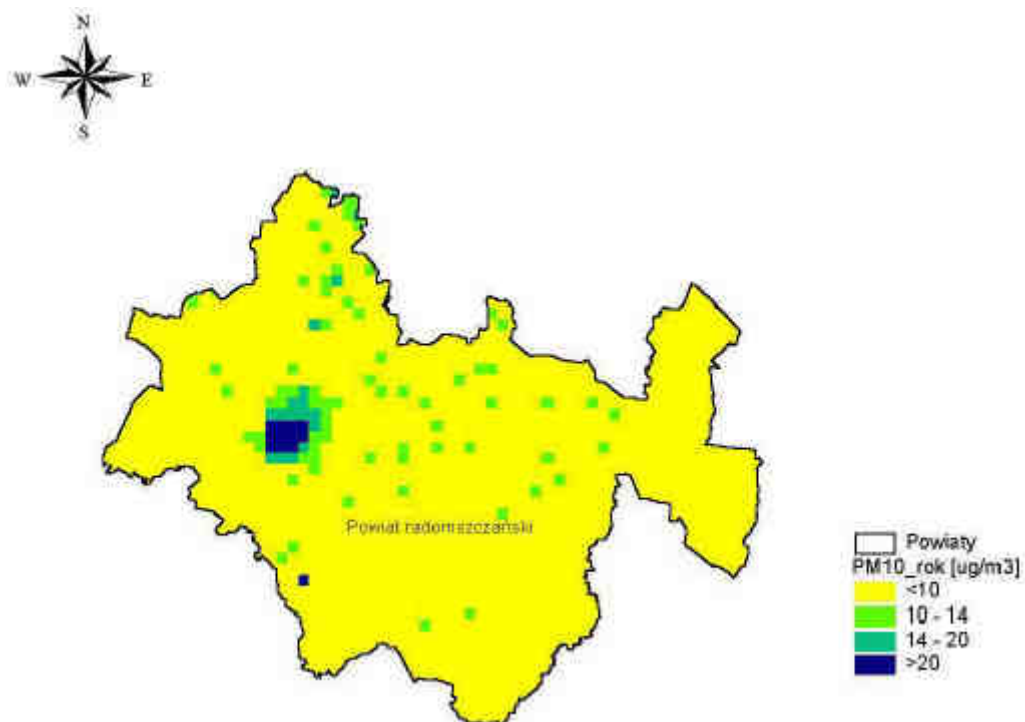 N
W E
S
Powiat radomszczański
Powiaty
PM10_rok [ug/m3]
<10
10 - 14
14 - 20
>20